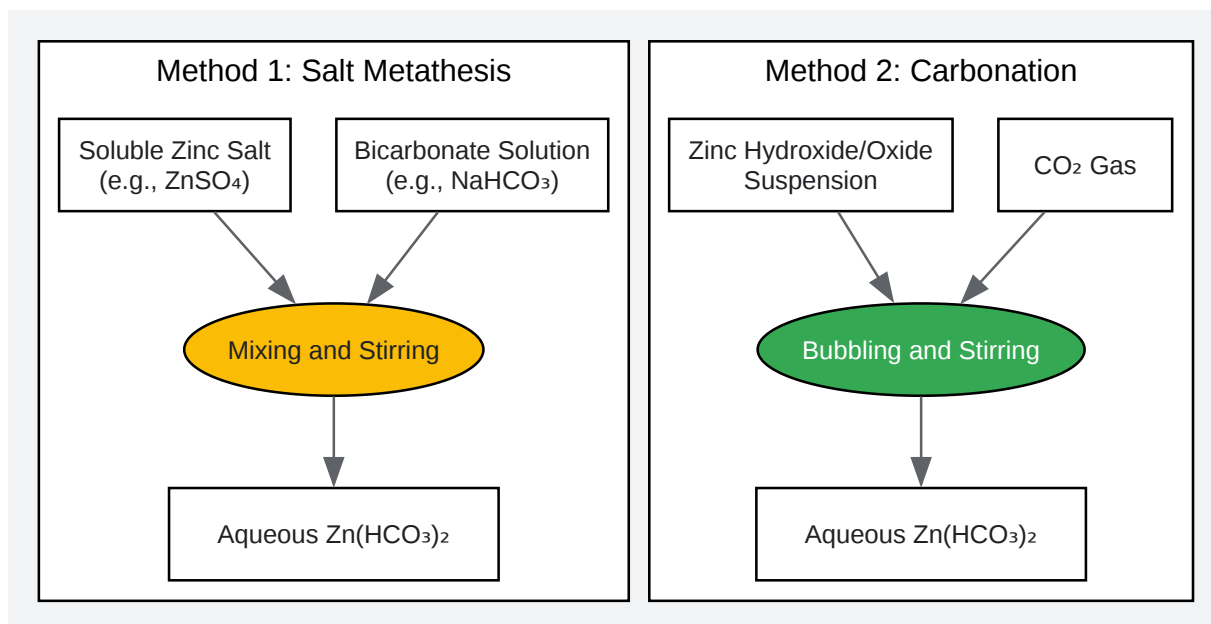 Method 1: Salt Metathesis
Soluble Zinc Salt
(e.g., ZnSO₄)
Bicarbonate Solution
(e.g., NaHCO₃)
Mixing and Stirring
Aqueous Zn(HCO₃)₂
Method 2: Carbonation
Zinc Hydroxide/Oxide
Suspension
CO₂ Gas
Bubbling and Stirring
Aqueous Zn(HCO₃)₂